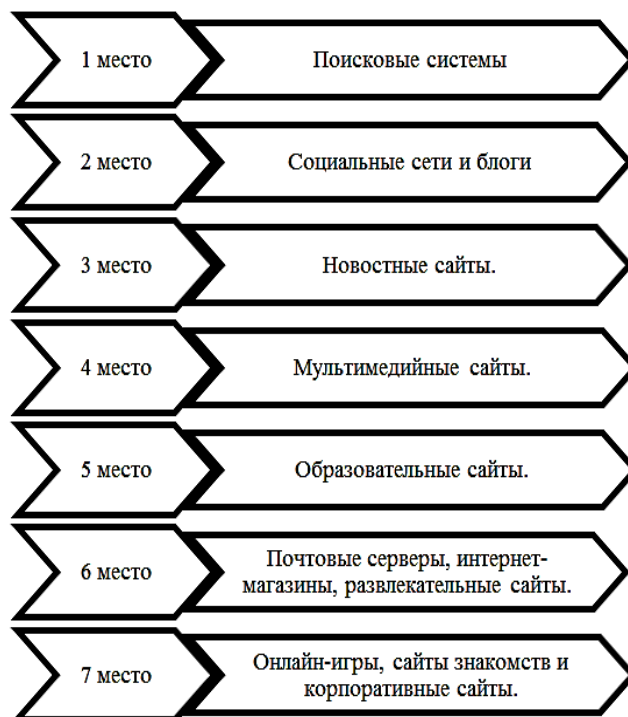 1 место
Поисковые системы
2 место
Социальные сети и блоги
3 место
Новостные сайты.
4 место
Мультимедийные сайты.
5 место
Образовательные сайты.
6 место
Почтовые серверы, интернет-
магазины, развлекательные сайты.
7 место
Онлайн-игры, сайты знакомств и
корпоративные сайты.